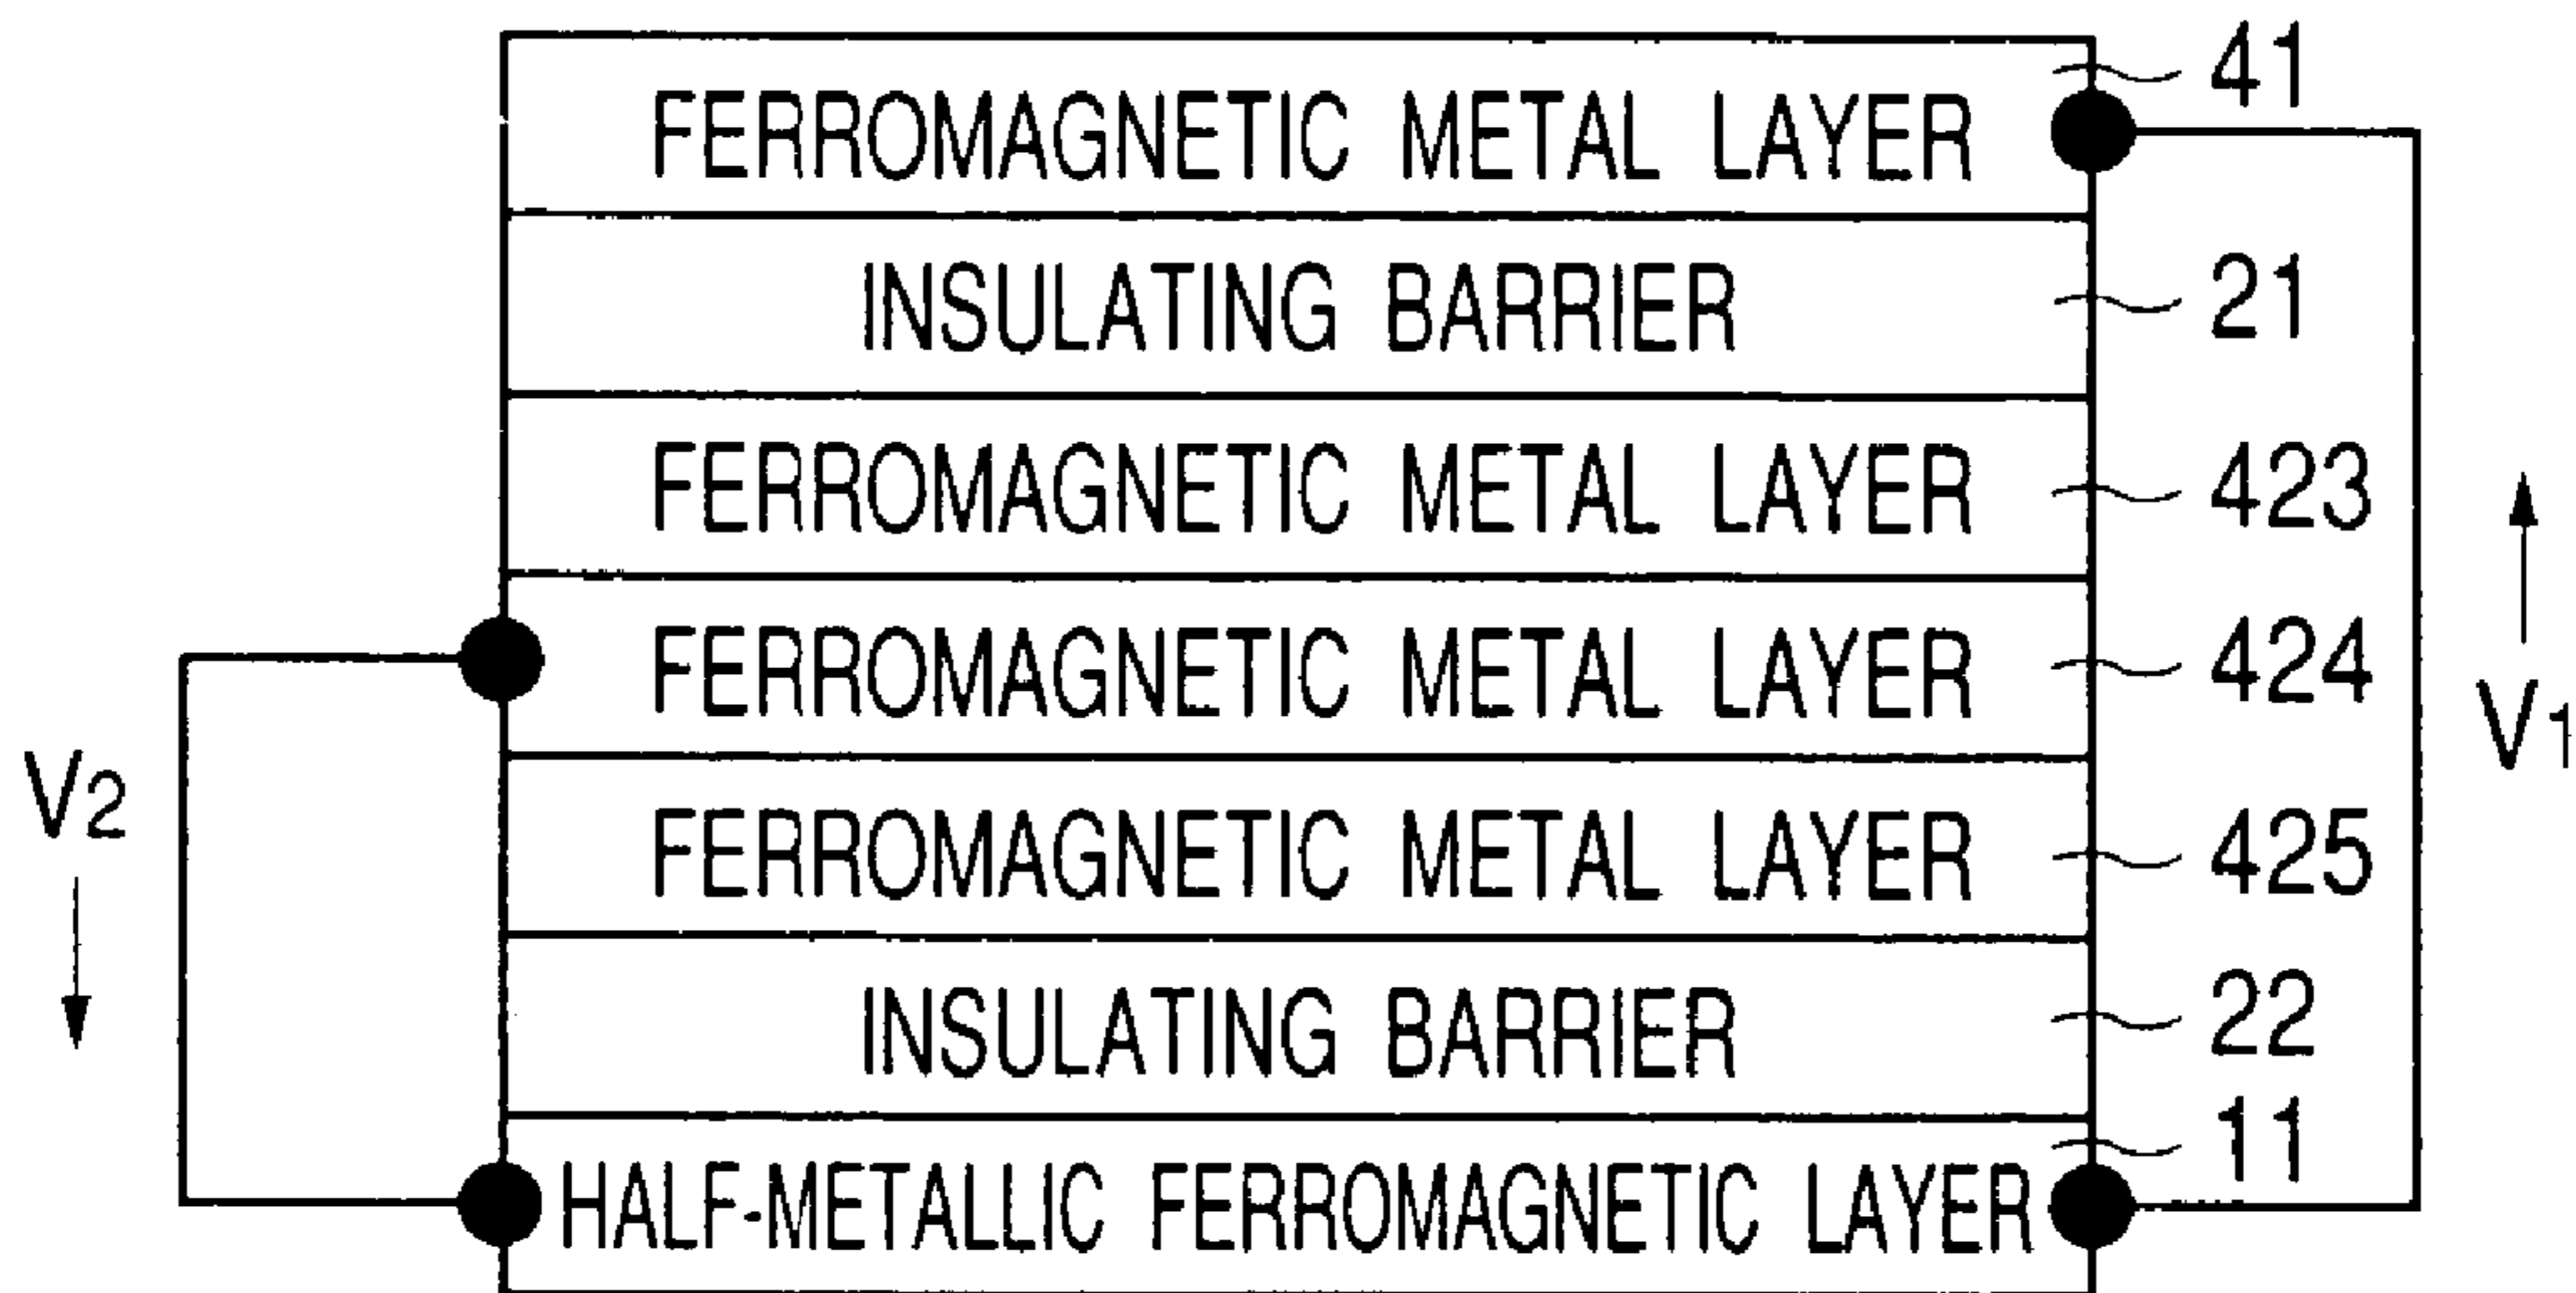 FERROMAGNETIC METAL LAYER 41
INSULATING BARRIER 21
FERROMAGNETIC METAL LAYER 423
FERROMAGNETIC METAL LAYER 424
V1
V2
FERROMAGNETIC METAL LAYER 425
INSULATING BARRIER 22
HALF-METALLIC FERROMAGNETIC LAYER 11